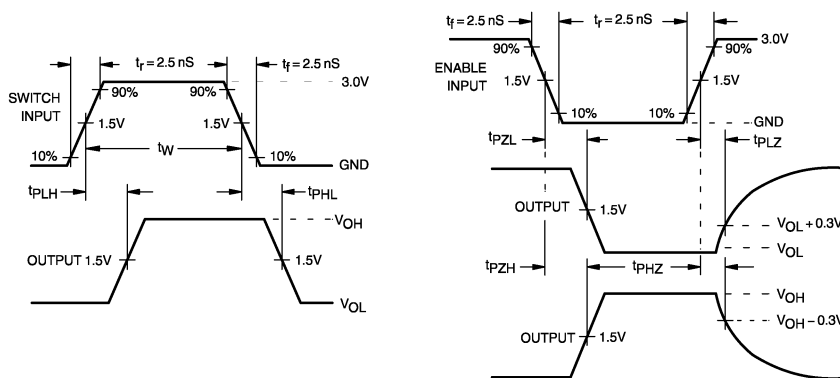 tr = 2.5 nS
tf = 2.5 nS
3.0V
SWITCH
INPUT
90%
90%
1.5V
1.5V
10%
tW
10%
GND
tPLH
tPHL
VOH
OUTPUT 1.5V
1.5V
VOL
tf = 2.5 nS
tr = 2.5 nS
90%
90%
3.0V
ENABLE
INPUT
1.5V
1.5V
10%
10%
GND
tPZL
tPLZ
OUTPUT
1.5V
VOL + 0.3V
VOL
tPZH
tPHZ
VOH
VOH − 0.3V
OUTPUT
1.5V